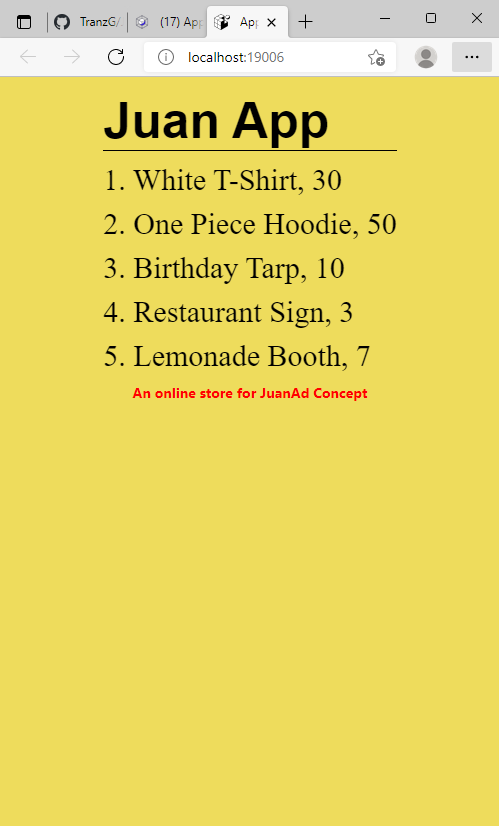 TranzG/
(17) App
App
localhost:19006
Juan App
1. White T-Shirt, 30
2. One Piece Hoodie, 50
3. Birthday Tarp, 10
4. Restaurant Sign, 3
5. Lemonade Booth, 7
An online store for JuanAd Concept